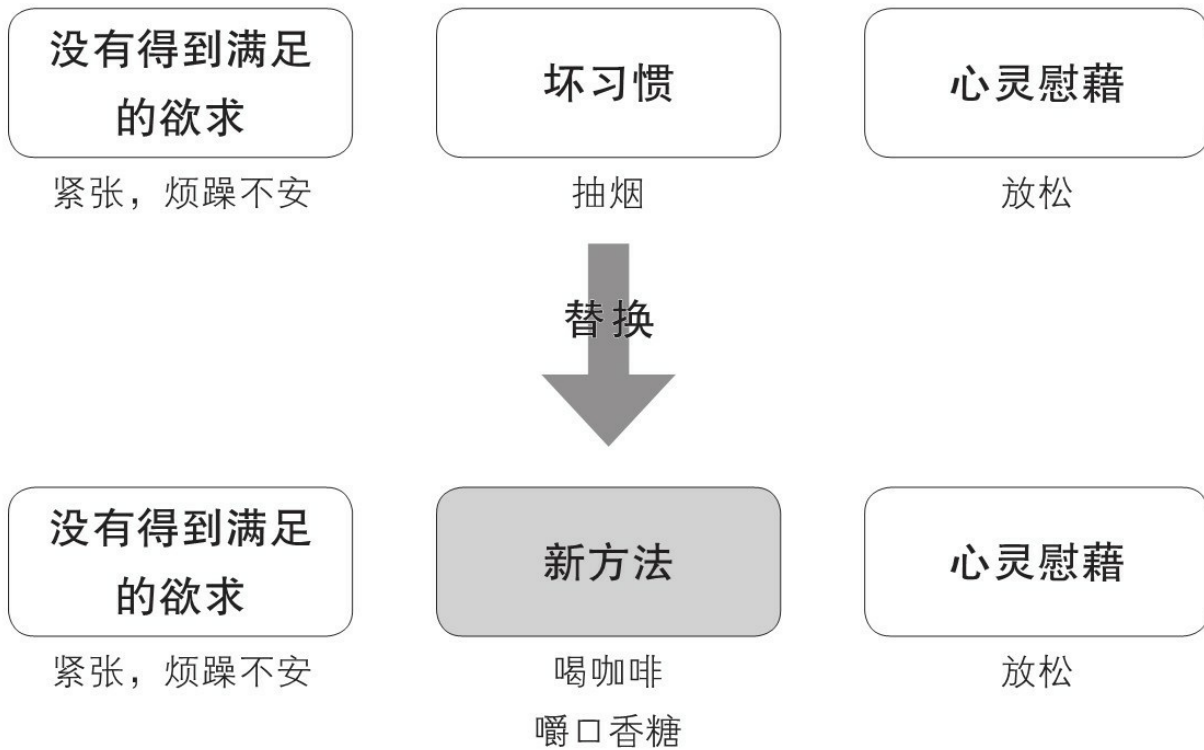 没有得到满足
的欲求
坏习惯
心灵慰藉
紧张，烦躁不安
抽烟
放松
替换
没有得到满足
的欲求
新方法
心灵慰藉
紧张，烦躁不安
喝咖啡
放松
嚼口香糖